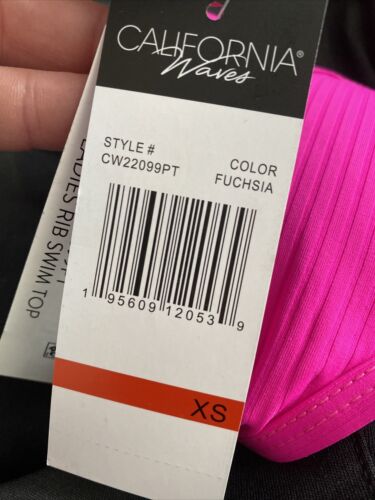 CALIFORNIA®
Waves
STYLE #
CW22099PT
COLOR
FUCHSIA
1 95609 12053 9
XS
LADIES RIB SWIM TOP